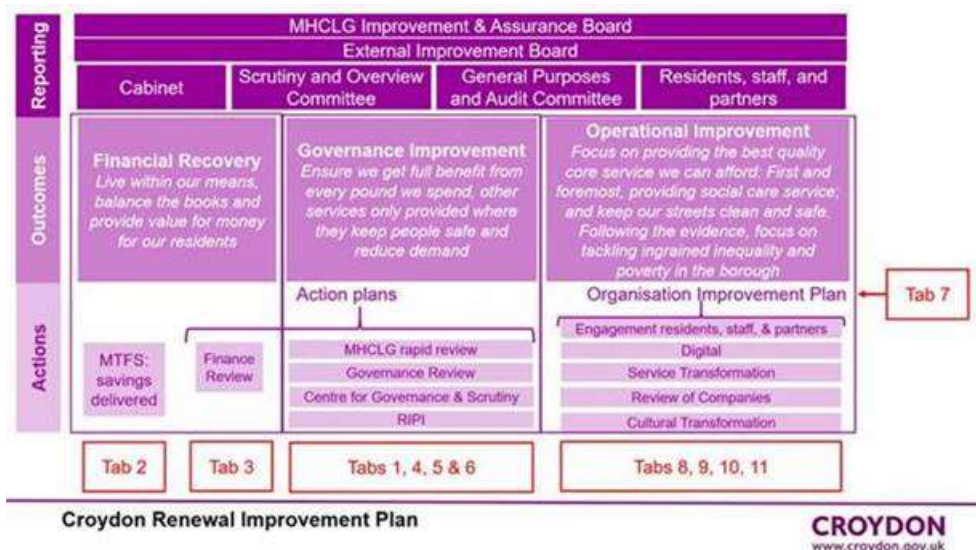 Reporting
MHCLG Improvement & Assurance Board
External Improvement Board
Cabinet
Scrutiny and Overview
Committee
General Purposes
and Audit Committee
Residents, staff, and
partners
Outcomes
Financial Recovery
Live within our means,
balance the books and
provide value for money
for our residents
Governance Improvement
Ensure we get full benefit from
every pound we spend, other
services only provided where
they keep people safe and
reduce demand
Operational Improvement
Focus on providing the best quality
core service we can afford; First and
foremost, providing social care service;
and keep our streets clean and safe.
Following the evidence, focus on
tackling ingrained inequality and
poverty in the borough
Actions
Action plans
Organisation Improvement Plan
Tab 7
MTFS:
savings
delivered
Finance
Review
MHCLG rapid review
Governance Review
Centre for Governance & Scrutiny
RIPI
Engagement residents, staff, & partners
Digital
Service Transformation
Review of Companies
Cultural Transformation
Tab 2
Tab 3
Tabs 1, 4, 5 & 6
Tabs 8, 9, 10, 11
Croydon Renewal Improvement Plan
CROYDON
www.croydon.gov.uk